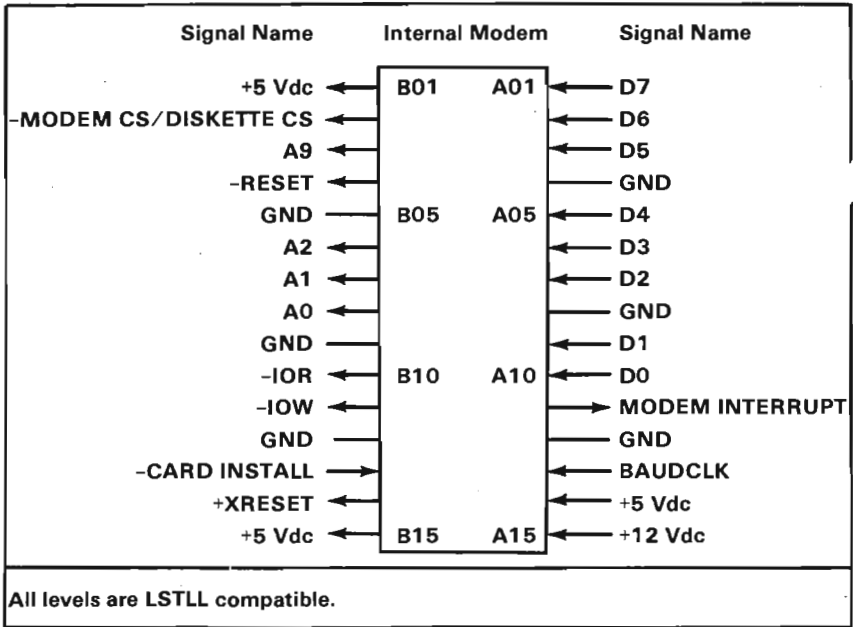 Signal Name Internal Modem Signal Name
+5 Vdc B01 A01 D7
-MODEM CS/DISKETTE CS D6
A9 D5
-RESET GND
GND B05 A05 D4
A2 D3
A1 D2
A0 GND
GND D1
-IOR B10 A10 D0
-IOW MODEM INTERRUPT
GND GND
-CARD INSTALL BAUDCLK
+XRESET +5 Vdc
+5 Vdc B15 A15 +12 Vdc
All levels are LSTLL compatible.